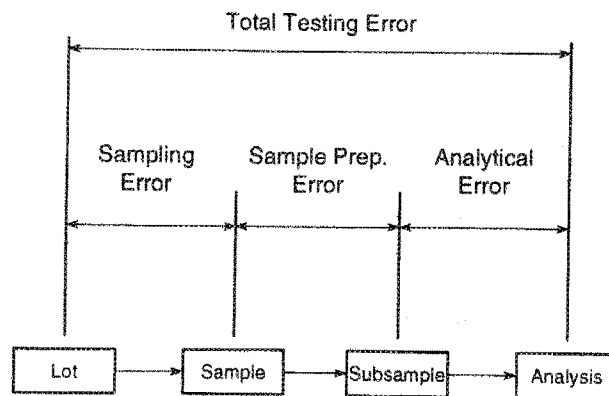 Total Testing Error
Sampling
Error
Sample Prep.
Error
Analytical
Error
Lot
Sample
Subsample
Analysis